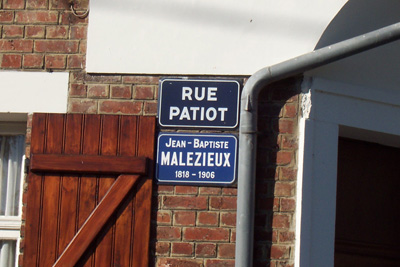 RUE
PATIOT
JEAN-BAPTISTE
MALEZIEUX
1818 - 1906